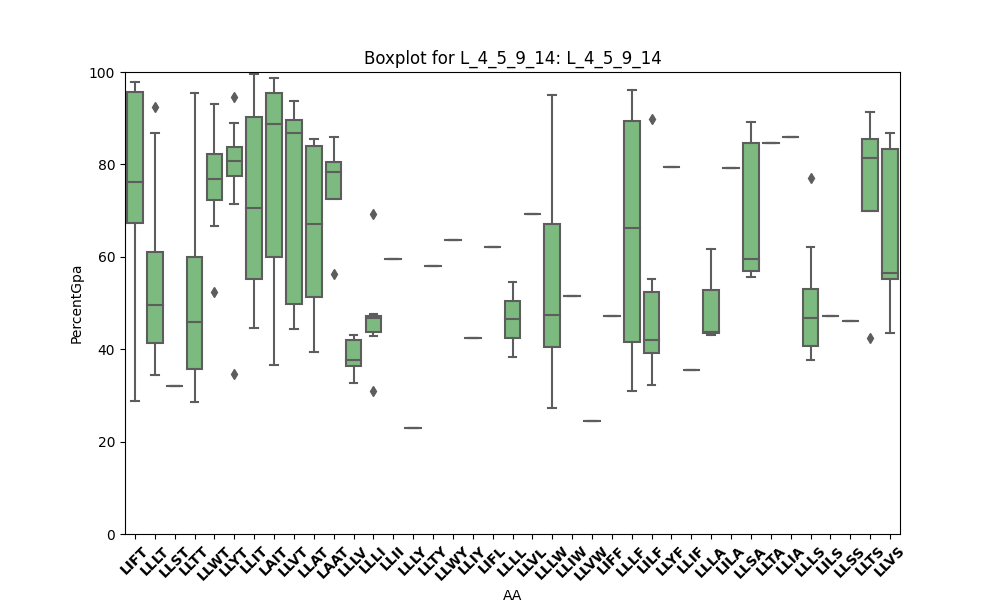 Boxplot for L_4_5_9_14: L_4_5_9_14
100
80
60
40
20
0
PercentGpa
LIFT LLLT LLST LLTT LLWT LLYT LLIT LAIT LLVT LLAT LAAT LLLV LLLI LLII LLLY LLTY LLWY LLIY LIFL LLLL LLVL LLLW LLIW LLVW LIFF LLLF LILF LLYF LLIF LLLA LILA LLSA LLTA LLIA LLLS LILS LLSS LLTS LLVS
AA